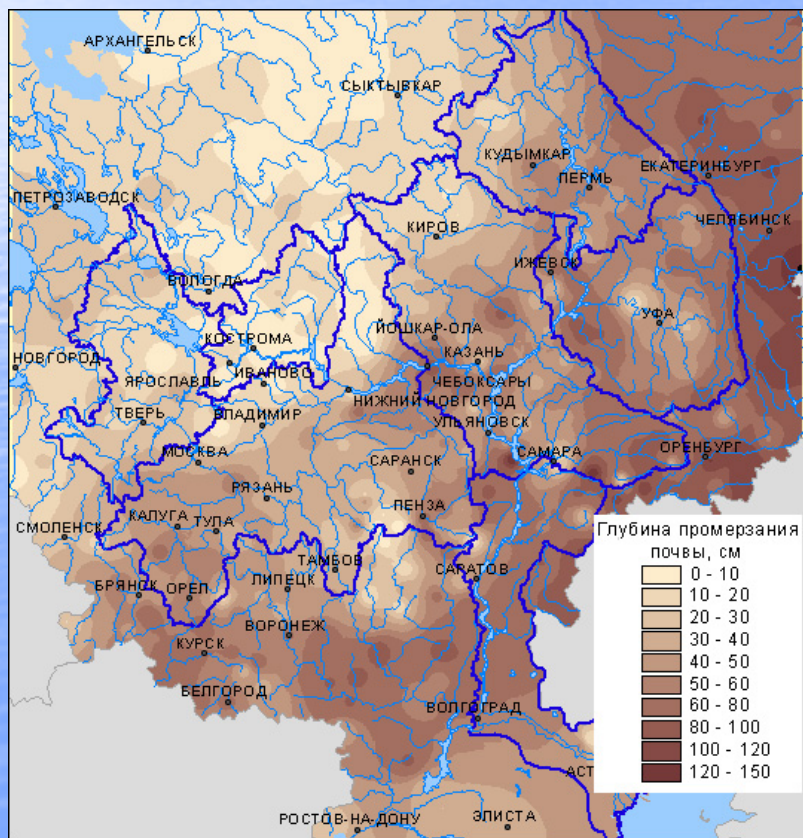 АРХАНГЕЛЬСК
СЫКТЫВКАР
КУДЫМКАР
ЕКАТЕРИНБУРГ
ПЕРМЬ
ПЕТРОЗАВОДСК
ЧЕЛЯБИНСК
КИРОВ
ИЖЕВСК
ВОЛОГДА
УФА
ЙОШКАР-ОЛА
КОСТРОМА
НОВГОРОД
КАЗАНЬ
ЯРОСЛАВЛЬ
ИВАНОВО
ЧЕБОКСАРЫ
НИЖНИЙ НОВГОРОД
ТВЕРЬ
ВЛАДИМИР
УЛЬЯНОВСК
МОСКВА
САМАРА
ОРЕНБУРГ
САРАНСК
РЯЗАНЬ
ПЕНЗА
СМОЛЕНСК
КАЛУГА
ТУЛА
Глубина промерзания
почвы, см
0 - 10
10 - 20
20 - 30
30 - 40
40 - 50
50 - 60
60 - 80
80 - 100
100 - 120
120 - 150
ТАМБОВ
САРАТОВ
БРЯНСК
ОРЕЛ
ЛИПЕЦК
ВОРОНЕЖ
КУРСК
БЕЛГОРОД
ВОЛГОГРАД
АСТ
РОСТОВ-НА-ДОНУ
ЭЛИСТА